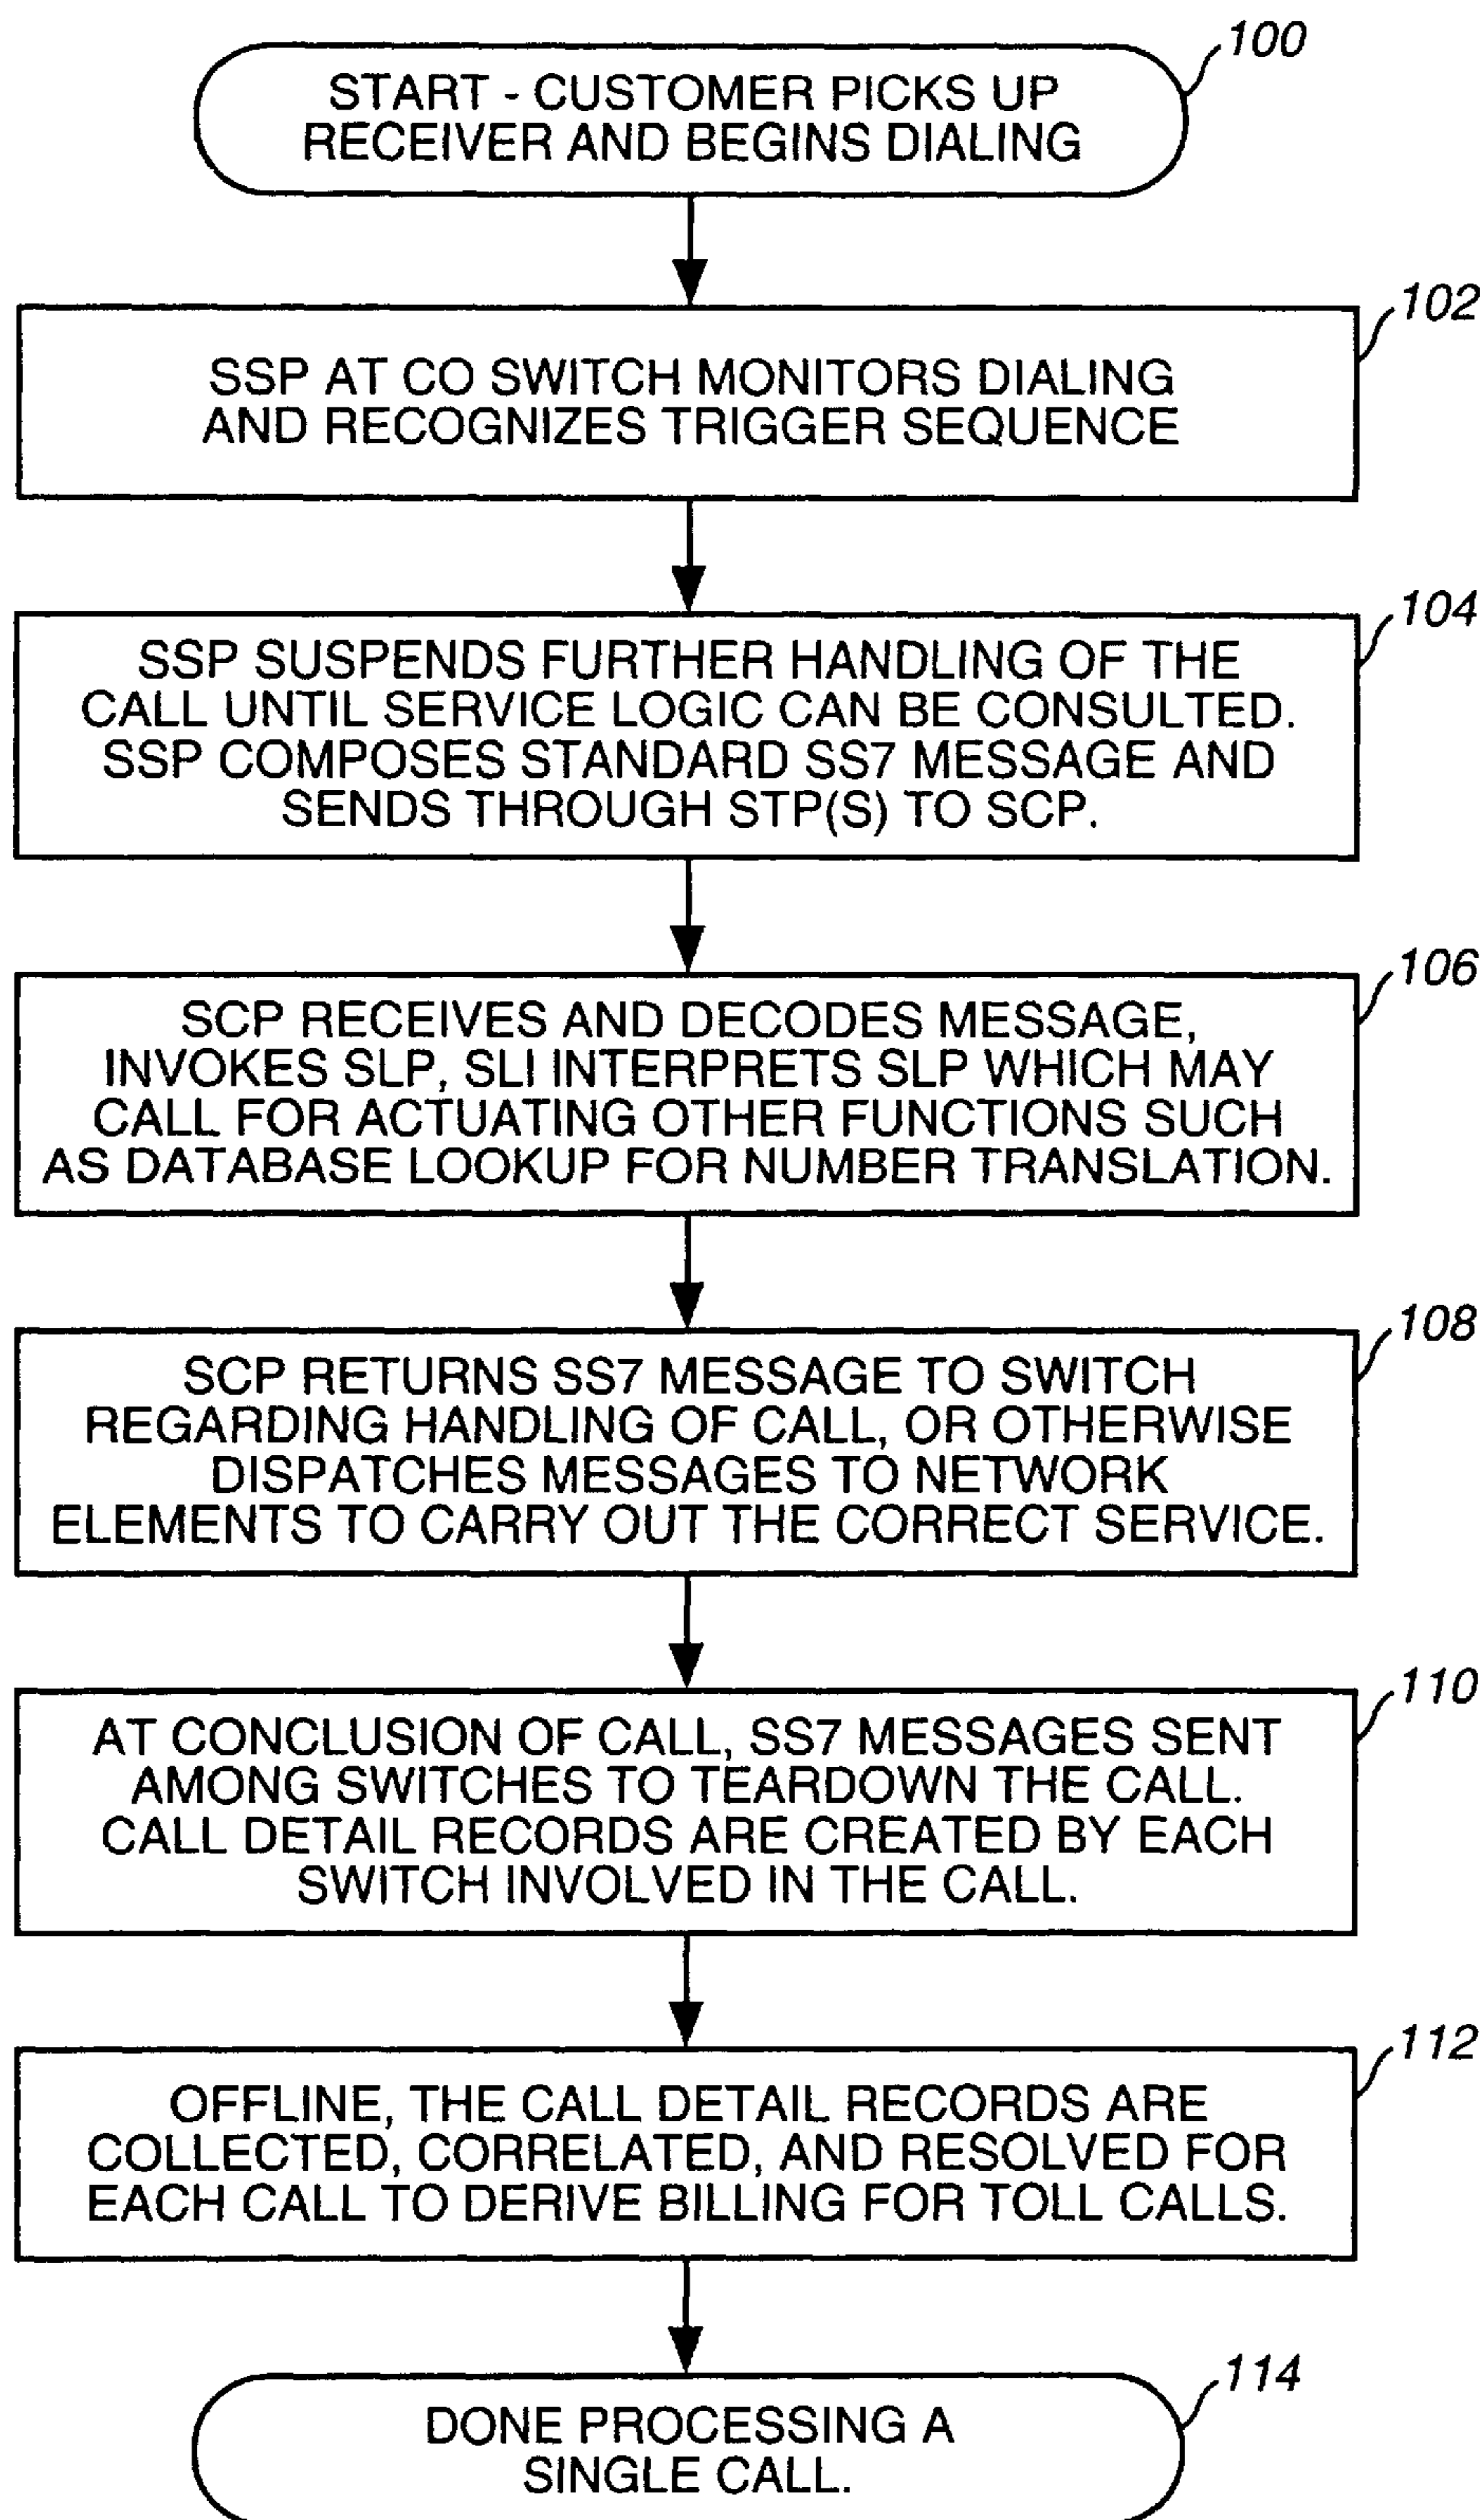 100
START - CUSTOMER PICKS UP
RECEIVER AND BEGINS DIALING
102
SSP AT CO SWITCH MONITORS DIALING
AND RECOGNIZES TRIGGER SEQUENCE
104
SSP SUSPENDS FURTHER HANDLING OF THE
CALL UNTIL SERVICE LOGIC CAN BE CONSULTED.
SSP COMPOSES STANDARD SS7 MESSAGE AND
SENDS THROUGH STP(S) TO SCP.
106
SCP RECEIVES AND DECODES MESSAGE,
INVOKES SLP, SLI INTERPRETS SLP WHICH MAY
CALL FOR ACTUATING OTHER FUNCTIONS SUCH
AS DATABASE LOOKUP FOR NUMBER TRANSLATION.
108
SCP RETURNS SS7 MESSAGE TO SWITCH
REGARDING HANDLING OF CALL, OR OTHERWISE
DISPATCHES MESSAGES TO NETWORK
ELEMENTS TO CARRY OUT THE CORRECT SERVICE.
110
AT CONCLUSION OF CALL, SS7 MESSAGES SENT
AMONG SWITCHES TO TEARDOWN THE CALL.
CALL DETAIL RECORDS ARE CREATED BY EACH
SWITCH INVOLVED IN THE CALL.
112
OFFLINE, THE CALL DETAIL RECORDS ARE
COLLECTED, CORRELATED, AND RESOLVED FOR
EACH CALL TO DERIVE BILLING FOR TOLL CALLS.
114
DONE PROCESSING A
SINGLE CALL.